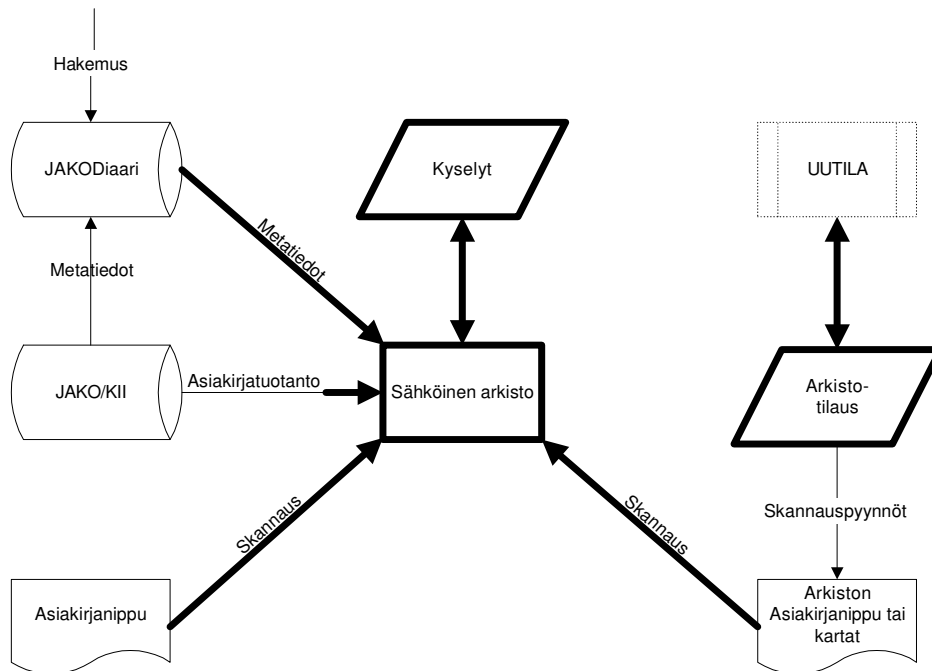 Hakemus
JAKODiaari
Kyselyt
UUTILA
Metatiedot
Metatiedot
JAKO/KII
Asiakirjatuotanto
Sähköinen arkisto
Arkisto-
tilaus
Skannaus
Skannaus
Skannauspyynnöt
Asiakirjanippu
Arkiston
Asiakirjanippu tai
kartat